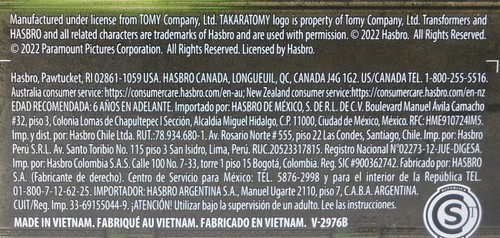 Manufactured under license from TOMY Company, Ltd. TAKARATOMY logo is property of Tomy Company, Ltd. Transformers and
HASBRO and all related characters are trademarks of Hasbro and are used with permission. © 2022 Hasbro. All Rights Reserved.
© 2022 Paramount Pictures Corporation. All Rights Reserved. Licensed by Hasbro.
Hasbro, Pawtucket, RI 02861-1059 USA. HASBRO CANADA, LONGUEUIL, QC, CANADA J4G 1G2. US/CANADA TEL. 1-800-255-5516.
Australia consumer service: https://consumercare.hasbro.com/en-au; New Zealand consumer service: https://consumercare.hasbro.com/en-nz
EDAD RECOMENDADA: 6 AÑOS EN ADELANTE. Importado por: HASBRO DE MÉXICO, S. DE R.L. DE C.V. Boulevard Manuel Ávila Camacho
#32, piso 3, Colonia Lomas de Chapultepec I Sección, Alcaldía Miguel Hidalgo, C.P. 11000, Ciudad de México, México. RFC: HME910724IM5.
Imp. y dist. por: Hasbro Chile Ltda. RUT: 78.934.680-1. Av. Rosario Norte # 555, piso 22 Las Condes, Santiago, Chile. Imp. por: Hasbro
Perú S.R.L. Av. Santo Toribio No. 115 piso 3 San Isidro, Lima, Perú. RUC.20523317815. Registro Nacional N°02273-12-JUE-DIGESA.
Imp. por: Hasbro Colombia S.A.S. Calle 100 No. 7-33, torre 1 piso 15 Bogotá, Colombia. Reg. SIC #900362742. Fabricado por: HASBRO
S.A. (Fabricante de derecho). Centro de Servicio para México: TEL. 5876-2998 y para el interior de la República TEL.
01-800-7-12-62-25. IMPORTADOR: HASBRO ARGENTINA S.A., Manuel Ugarte 2110, piso 7, C.A.B.A. ARGENTINA.
CUIT/Reg. Imp.: 33-69155044-9. ¡ATENCIÓN! Utilizar bajo la supervisión de un adulto. Lee las instrucciones.
MADE IN VIETNAM. FABRIQUÉ AU VIETNAM. FABRICADO EN VIETNAM. V-2976B
S